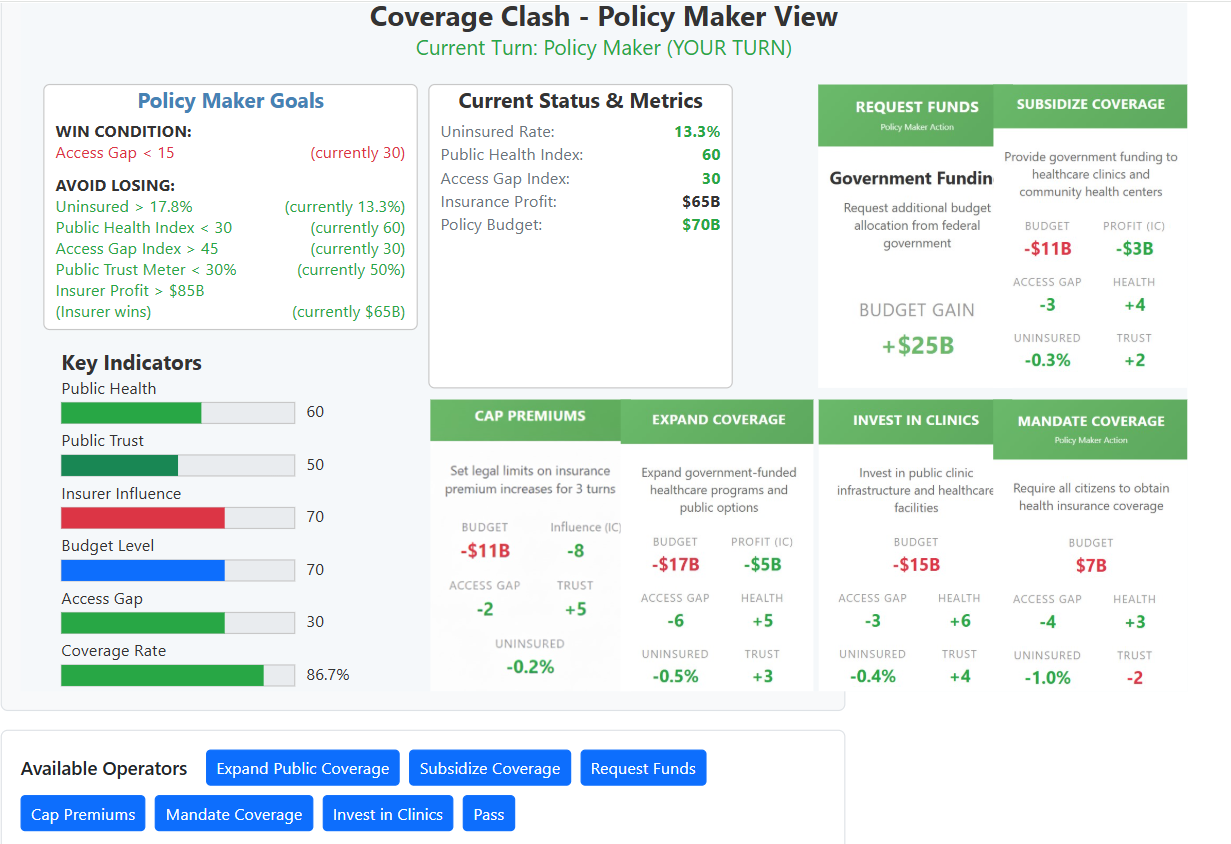 Coverage Clash - Policy Maker View
Current Turn: Policy Maker (YOUR TURN)
Policy Maker Goals
WIN CONDITION:
Access Gap < 15 (currently 30)
AVOID LOSING:
Uninsured > 17.8% (currently 13.3%)
Public Health Index < 30 (currently 60)
Access Gap Index > 45 (currently 30)
Public Trust Meter < 30% (currently 50%)
Insurer Profit > $85B
(Insurer wins) (currently $65B)
Current Status & Metrics
Uninsured Rate: 13.3%
Public Health Index: 60
Access Gap Index: 30
Insurance Profit: $65B
Policy Budget: $70B
REQUEST FUNDS
Policy Maker Action
Government Fundin
Request additional budget
allocation from federal
government
BUDGET GAIN
+$25B
SUBSIDIZE COVERAGE
Provide government funding to
healthcare clinics and
community health centers
BUDGET PROFIT (IC)
-$11B -$3B
ACCESS GAP HEALTH
-3 +4
UNINSURED TRUST
-0.3% +2
Key Indicators
Public Health
60
Public Trust
50
Insurer Influence
70
Budget Level
70
Access Gap
30
Coverage Rate
86.7%
CAP PREMIUMS
Set legal limits on insurance
premium increases for 3 turns
BUDGET Influence (IC)
-$11B -8
ACCESS GAP TRUST
-2 +5
UNINSURED
-0.2%
EXPAND COVERAGE
Expand government-funded
healthcare programs and
public options
BUDGET PROFIT (IC)
-$17B -$5B
ACCESS GAP HEALTH
-6 +5
UNINSURED TRUST
-0.5% +3
INVEST IN CLINICS
Invest in public clinic
infrastructure and healthcare
facilities
BUDGET
-$15B
ACCESS GAP HEALTH
-3 +6
UNINSURED TRUST
-0.4% +4
MANDATE COVERAGE
Policy Maker Action
Require all citizens to obtain
health insurance coverage
BUDGET
$7B
ACCESS GAP HEALTH
-4 +3
UNINSURED TRUST
-1.0% -2
Available Operators Expand Public Coverage Subsidize Coverage Request Funds
Cap Premiums Mandate Coverage Invest in Clinics Pass